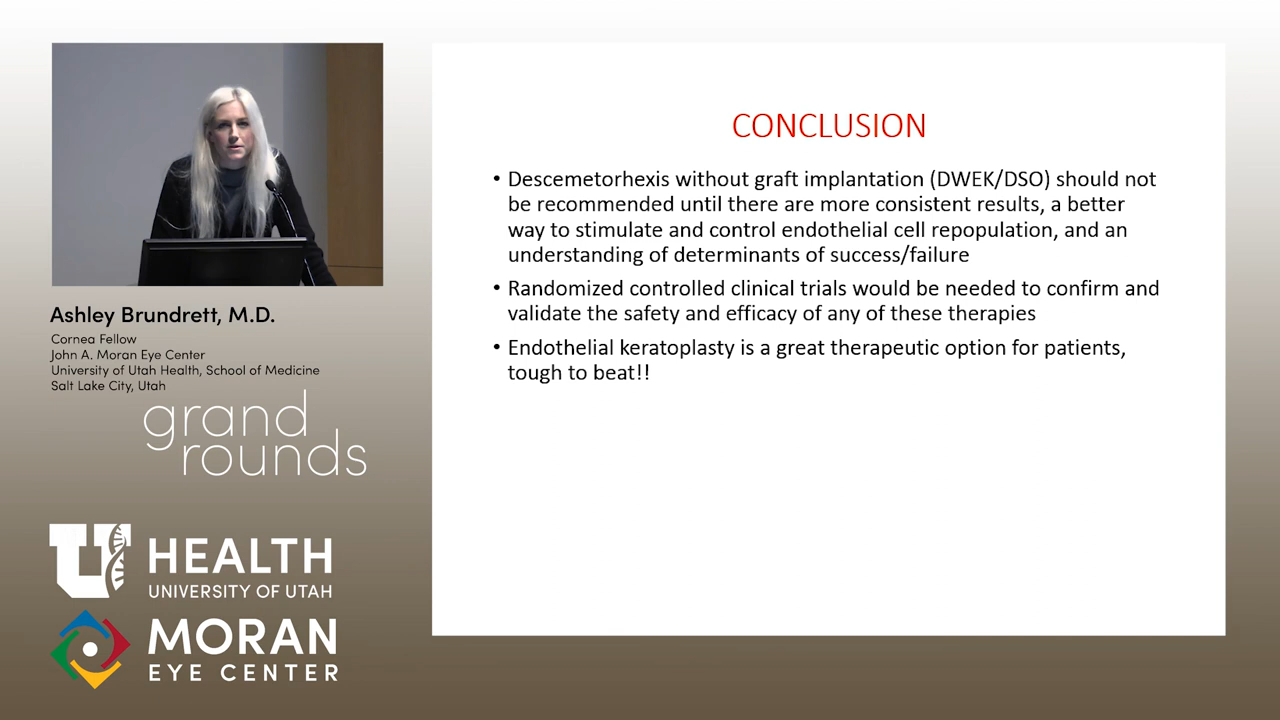 CONCLUSION
• Descemetorhexis without graft implantation (DWEK/DSO) should not
be recommended until there are more consistent results, a better
way to stimulate and control endothelial cell repopulation, and an
understanding of determinants of success/failure
• Randomized controlled clinical trials would be needed to confirm and
validate the safety and efficacy of any of these therapies
• Endothelial keratoplasty is a great therapeutic option for patients,
tough to beat!!
Ashley Brundrett, M.D.
Cornea Fellow
John A. Moran Eye Center
University of Utah Health, School of Medicine
Salt Lake City, Utah
grand
rounds
U HEALTH
UNIVERSITY OF UTAH
MORAN
EYE CENTER